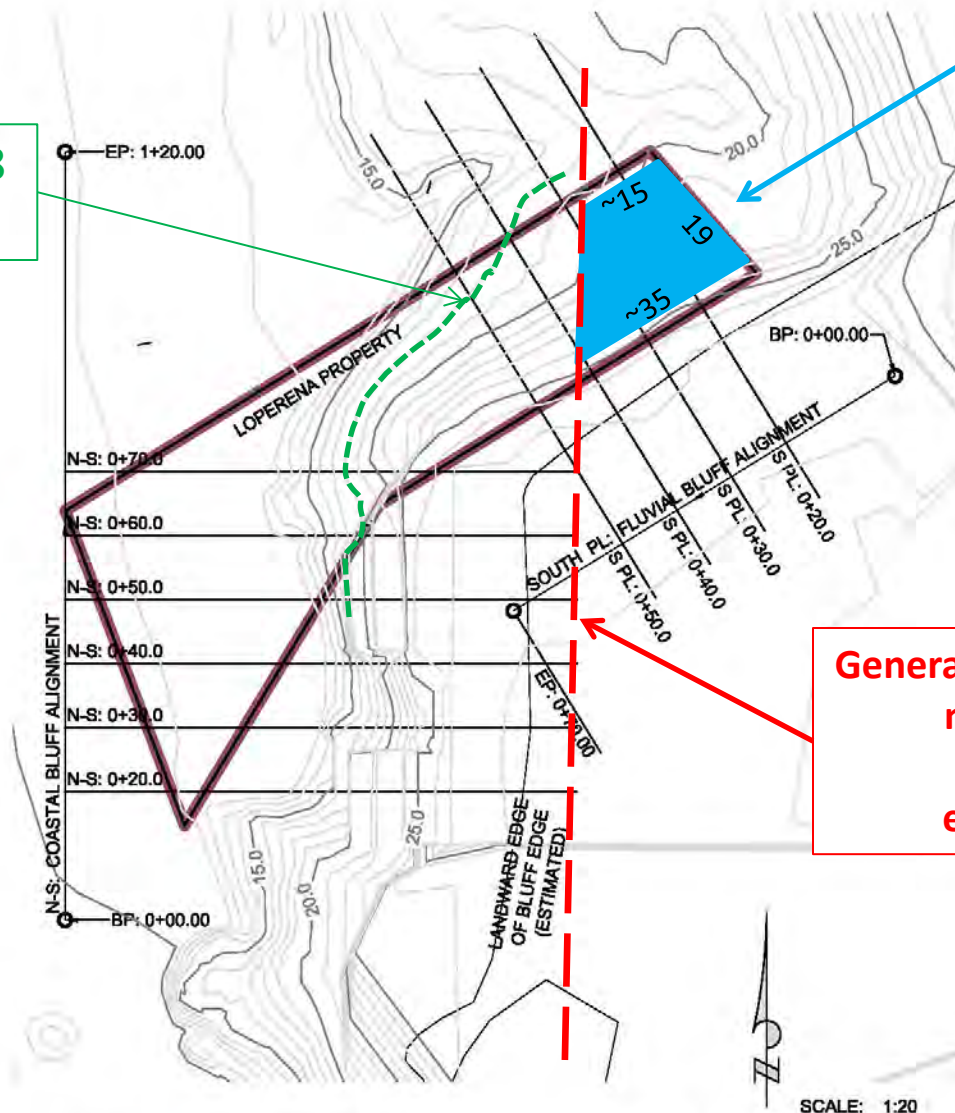 EP: 1+20.00
3
15.0
20.0
~15
19
25.0
~35
BP: 0+00.00
LOPERENA PROPERTY
N-S: 0+70.0
N-S: 0+60.0
N-S: 0+50.0
N-S: 0+40.0
N-S: 0+30.0
N-S: 0+20.0
N-S: COASTAL BLUFF ALIGNMENT
BP: 0+00.00
SOUTH PL: FLUVIAL BLUFF ALIGNMENT
S PL: 0+20.0
S PL: 0+30.0
S PL: 0+40.0
S PL: 0+50.0
EP: 0+70.00
Genera
r
e
LANDWARD EDGE
OF BLUFF EDGE
(ESTIMATED)
15.0
20.0
25.0
SCALE: 1:20